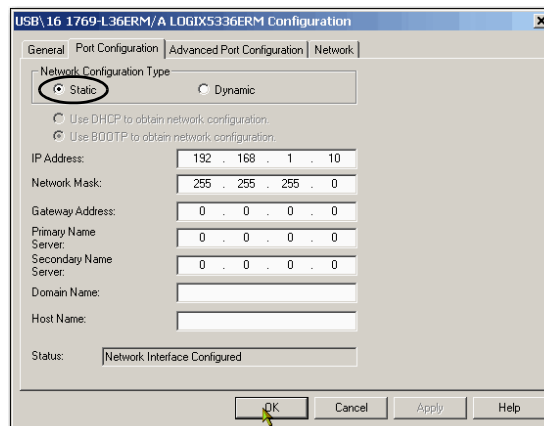 USB\16 1769-L36ERM/A LOGIX5336ERM Configuration
General Port Configuration Advanced Port Configuration Network
Network Configuration Type
Static Dynamic
Use DHCP to obtain network configuration.
Use BOOTP to obtain network configuration.
IP Address: 192 . 168 . 1 . 10
Network Mask: 255 . 255 . 255 . 0
Gateway Address: 0 . 0 . 0 . 0
Primary Name
Server: 0 . 0 . 0 . 0
Secondary Name
Server: 0 . 0 . 0 . 0
Domain Name:
Host Name:
Status: Network Interface Configured
OK Cancel Apply Help